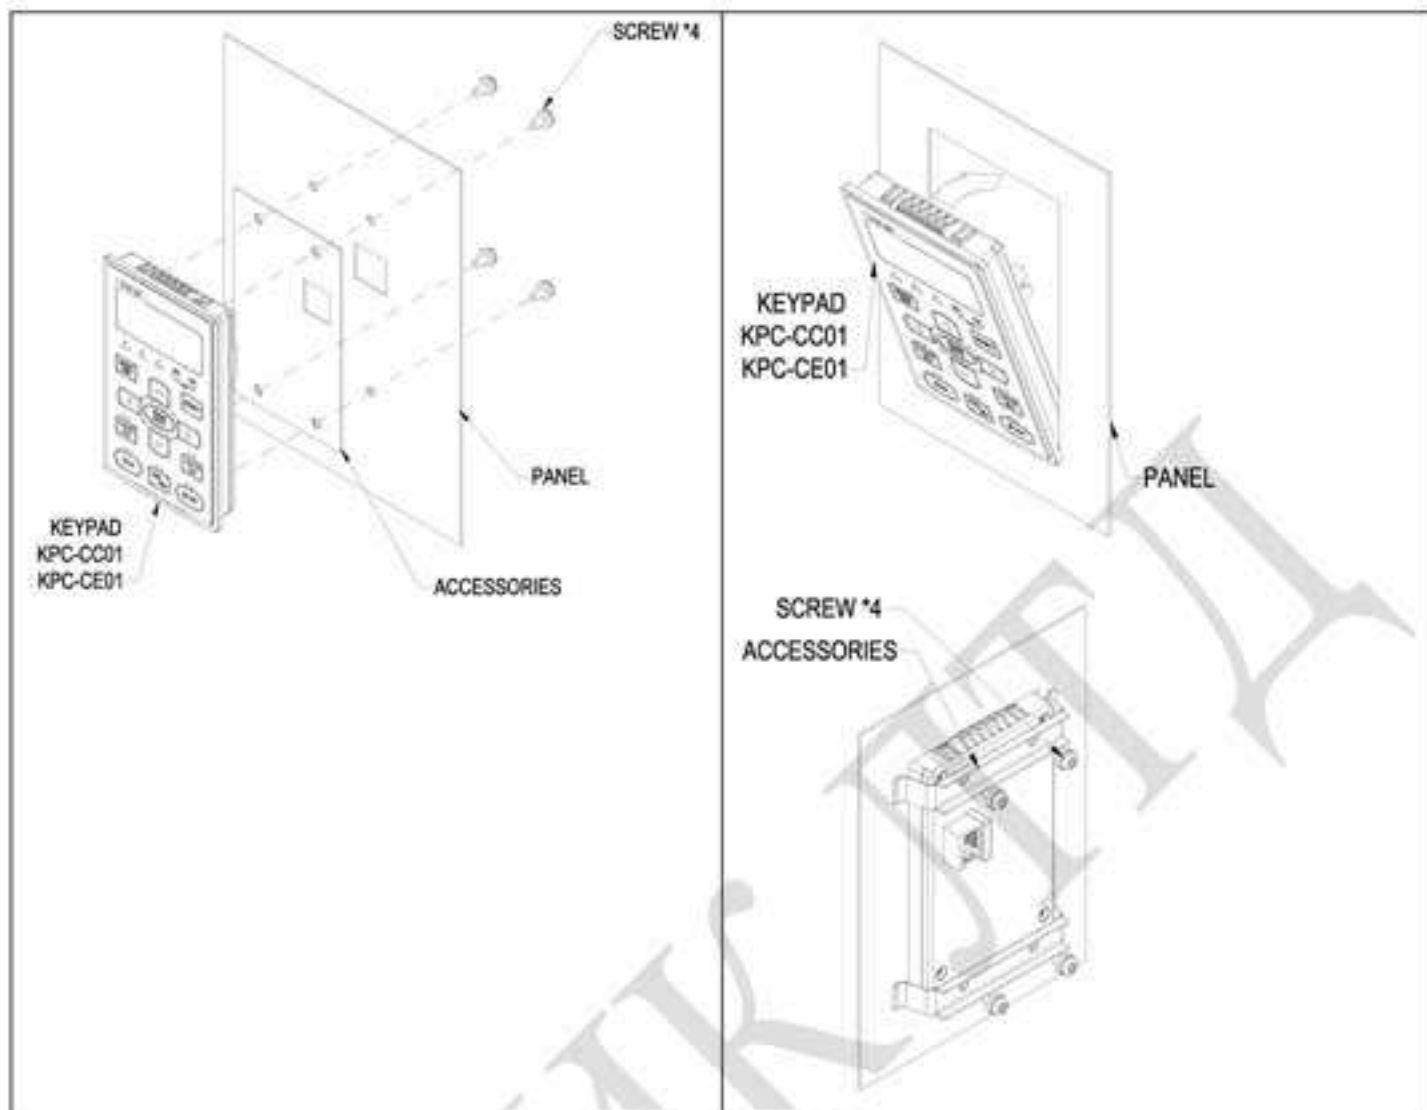 SCREW *4
PANEL
KEYPAD
KPC-CC01
KPC-CE01
ACCESSORIES
KEYPAD
KPC-CC01
KPC-CE01
PANEL
SCREW *4
ACCESSORIES